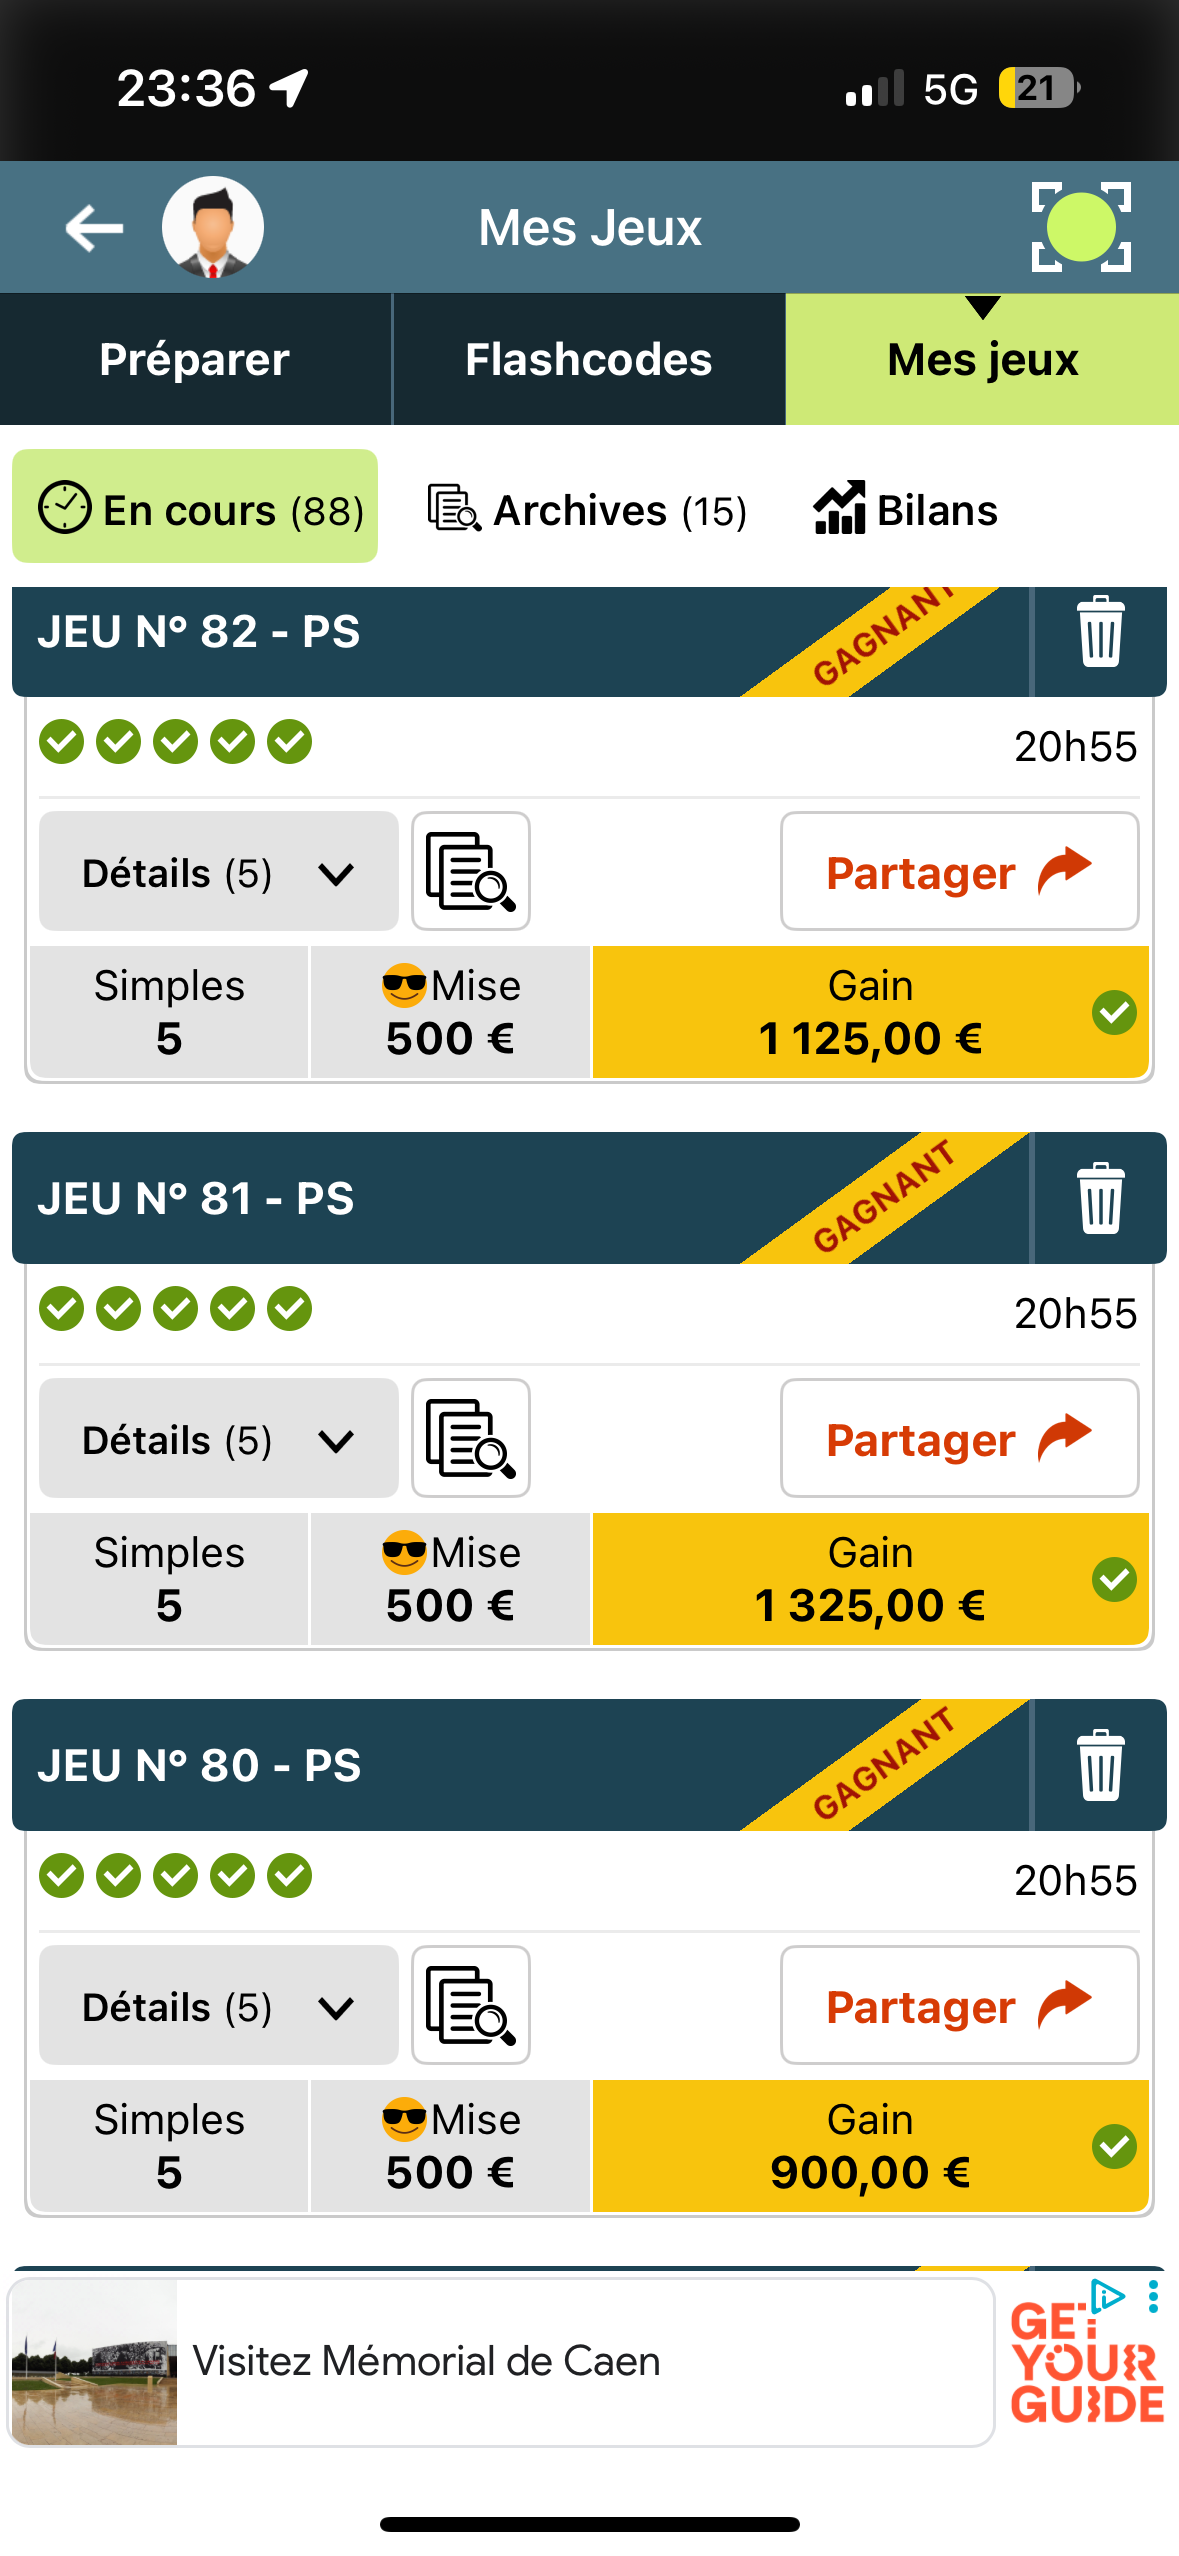 23:36
5G
21
Mes Jeux
Préparer
Flashcodes
Mes jeux
En cours (88)
Archives (15)
Bilans
JEU N° 82 - PS
GAGNANT
20h55
Détails (5)
Partager
Simples
5
Mise
500 €
Gain
1 125,00 €
JEU N° 81 - PS
GAGNANT
20h55
Détails (5)
Partager
Simples
5
Mise
500 €
Gain
1 325,00 €
JEU N° 80 - PS
GAGNANT
20h55
Détails (5)
Partager
Simples
5
Mise
500 €
Gain
900,00 €
Visitez Mémorial de Caen
GET
YOUR
GUIDE